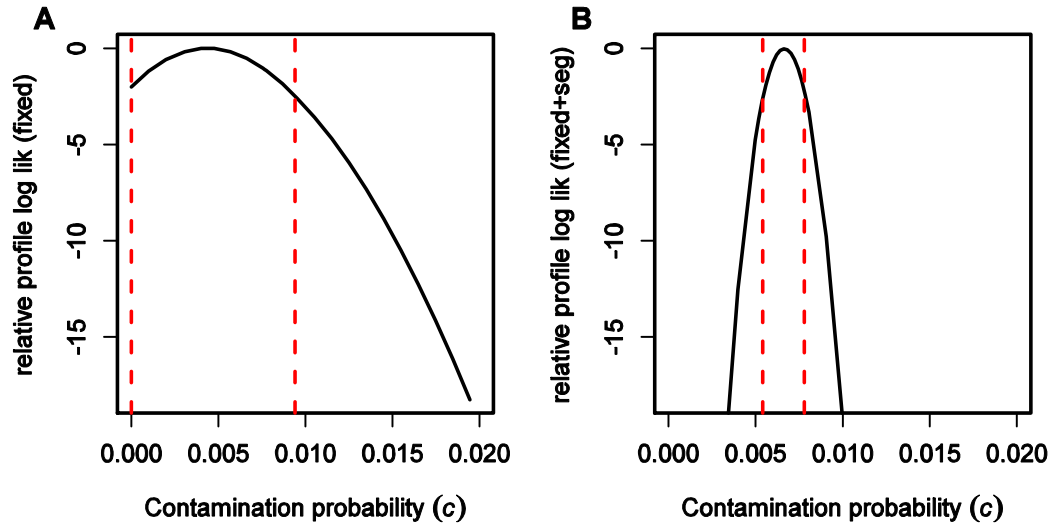 A
relative profile log lik (fixed)
0
-5
-10
-15
0.000 0.005 0.010 0.015 0.020
Contamination probability (c)
B
relative profile log lik (fixed+seg)
0
-5
-10
-15
0.000 0.005 0.010 0.015 0.020
Contamination probability (c)